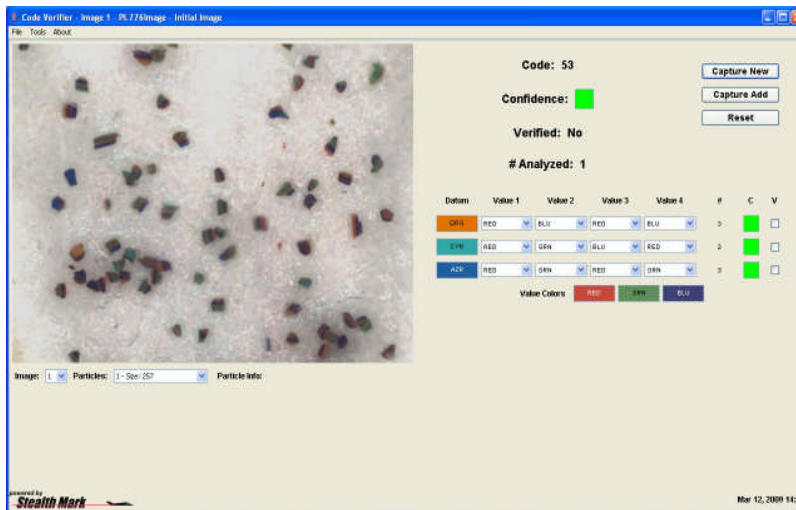 Code Verifier - Image 1 - PL776Image - Initial Image
File Tools About
Code: 53
Capture New
Confidence:
Capture Add
Verified: No
Reset
# Analyzed: 1
Datum Value 1 Value 2 Value 3 Value 4 # C V
ORG RED BLU RED BLU 3
CYN RED GRN BLU RED
AZR RED GRN RED GRN 3
Value Colors RED GRN BLU
Image: 1 Particles: 1 - Size: 257 Particle Info:
powered by
Stealth Mark
Mar 12, 2009 14: